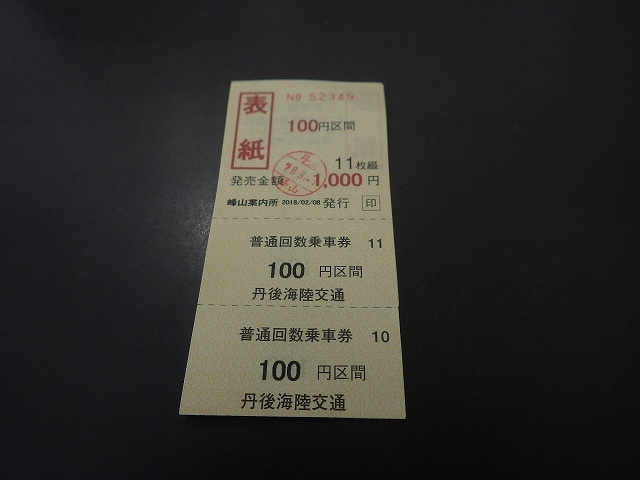 № 52349
表紙
100円区間
11枚綴
発売金額 1,000円
峰山案内所 2018/02/08 発行 印
普通回数乗車券 11
100 円区間
丹後海陸交通
普通回数乗車券 10
100 円区間
丹後海陸交通